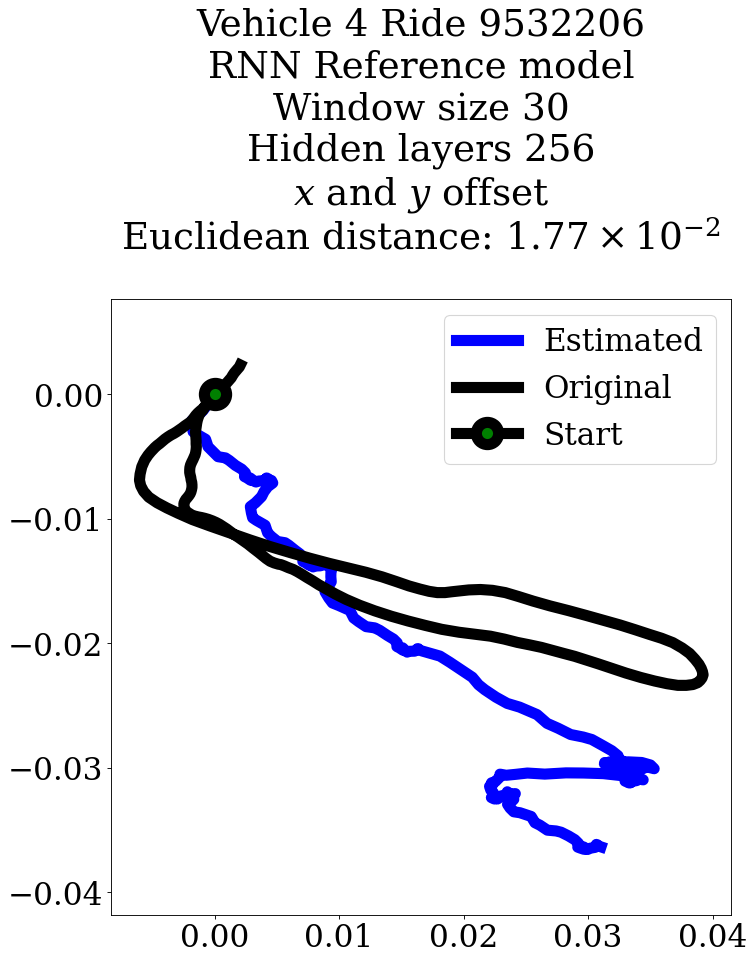 Vehicle 4 Ride 9532206
RNN Reference model
Window size 30
Hidden layers 256
x and y offset
Euclidean distance: 1.77 × 10⁻²
Estimated
Original
Start
0.00
−0.01
−0.02
−0.03
−0.04
0.00 0.01 0.02 0.03 0.04